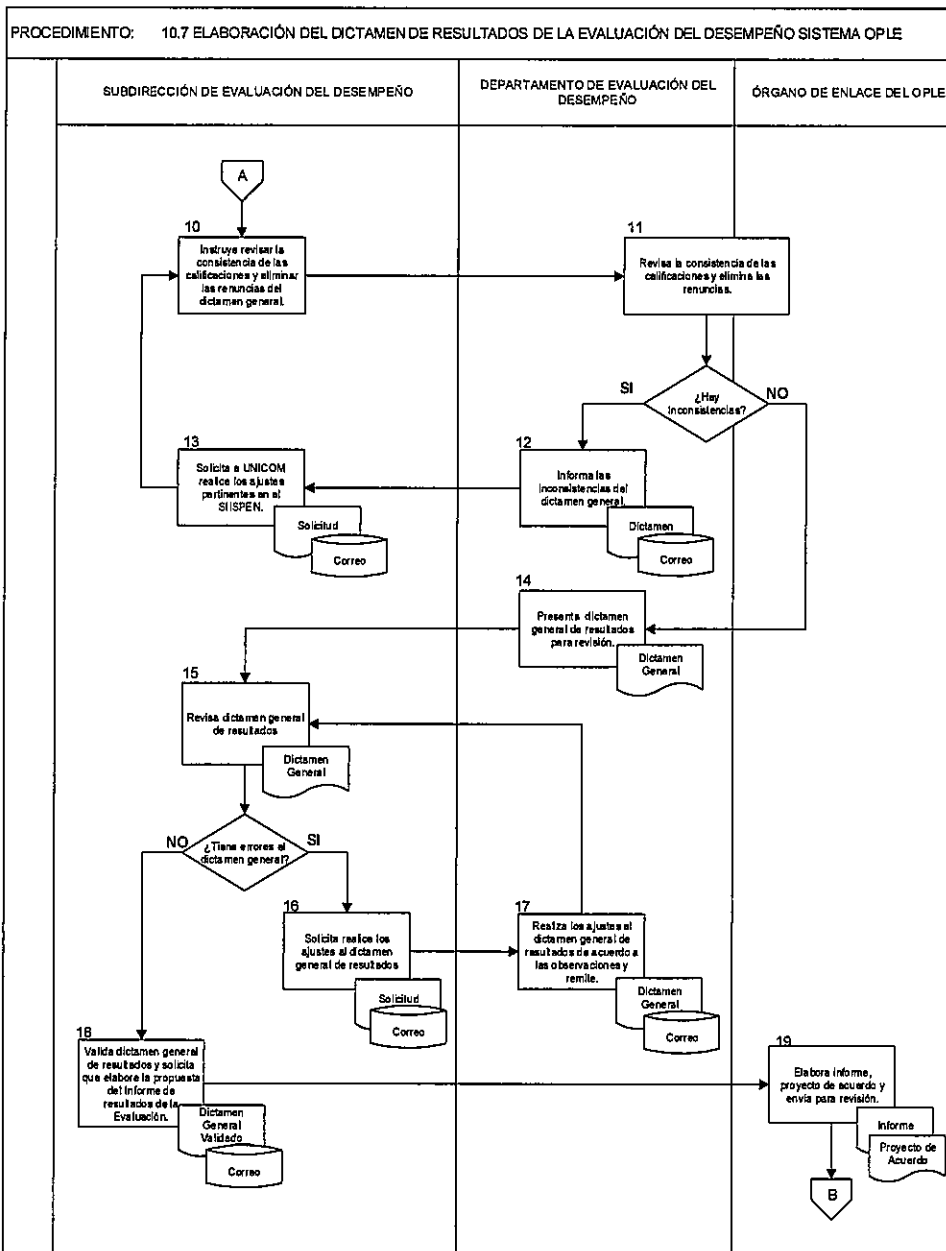 PROCEDIMIENTO: 10.7 ELABORACIÓN DEL DICTAMEN DE RESULTADOS DE LA EVALUACIÓN DEL DESEMPEÑO SISTEMA OPLE
SUBDIRECCIÓN DE EVALUACIÓN DEL DESEMPEÑO
DEPARTAMENTO DE EVALUACIÓN DEL
DESEMPEÑO
ÓRGANO DE ENLACE DEL OPLE
A
10
Instruye revisar la
consistencia de las
calificaciones y eliminar
las renuncias del
dictamen general.
11
Revisa la consistencia de las
calificaciones y elimina las
renuncias.
SI
¿Hay
inconsistencias?
NO
13
Solicita a UNICOM
realice los ajustes
pertinentes en el
SIISPEN.
Solicitud
Correo
12
Informa las
inconsistencias del
dictamen general.
Dictamen
Correo
14
Presenta dictamen
general de resultados
para revisión.
Dictamen
General
15
Revisa dictamen general
de resultados
Dictamen
General
NO
¿Tiene errores el
dictamen general?
SI
16
Solicita realice los
ajustes al dictamen
general de resultados
Solicitud
Correo
17
Realiza los ajustes al
dictamen general de
resultados de acuerdo a
las observaciones y
remite.
Dictamen
General
Correo
18
Valida dictamen general
de resultados y solicita
que elabore la propuesta
del Informe de
resultados de la
Evaluación.
Dictamen
General
Validado
Correo
19
Elabora informe,
proyecto de acuerdo y
envía para revisión.
Informe
Proyecto de
Acuerdo
B